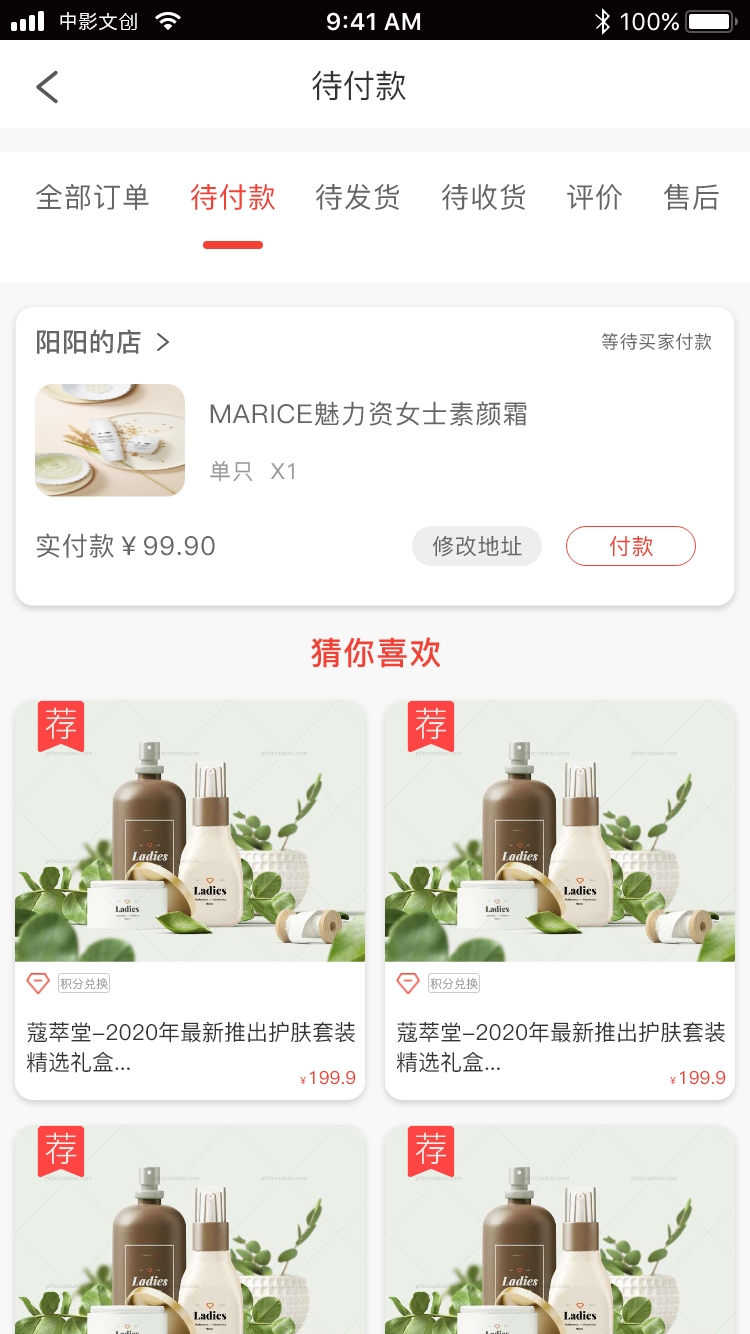 中影文创
9:41 AM
100%
待付款
全部订单 待付款 待发货 待收货 评价 售后
阳阳的店
等待买家付款
MARICE魅力资女士素颜霜
单只 X1
实付款 ¥ 99.90
修改地址
付款
猜你喜欢
荐
Ladies
Ladies
Ladies
积分兑换
蔻萃堂-2020年最新推出护肤套装
精选礼盒...
¥199.9
荐
Ladies
Ladies
Ladies
积分兑换
蔻萃堂-2020年最新推出护肤套装
精选礼盒...
¥199.9
荐
Ladies
Ladies
Ladies
荐
Ladies
Ladies
Ladies